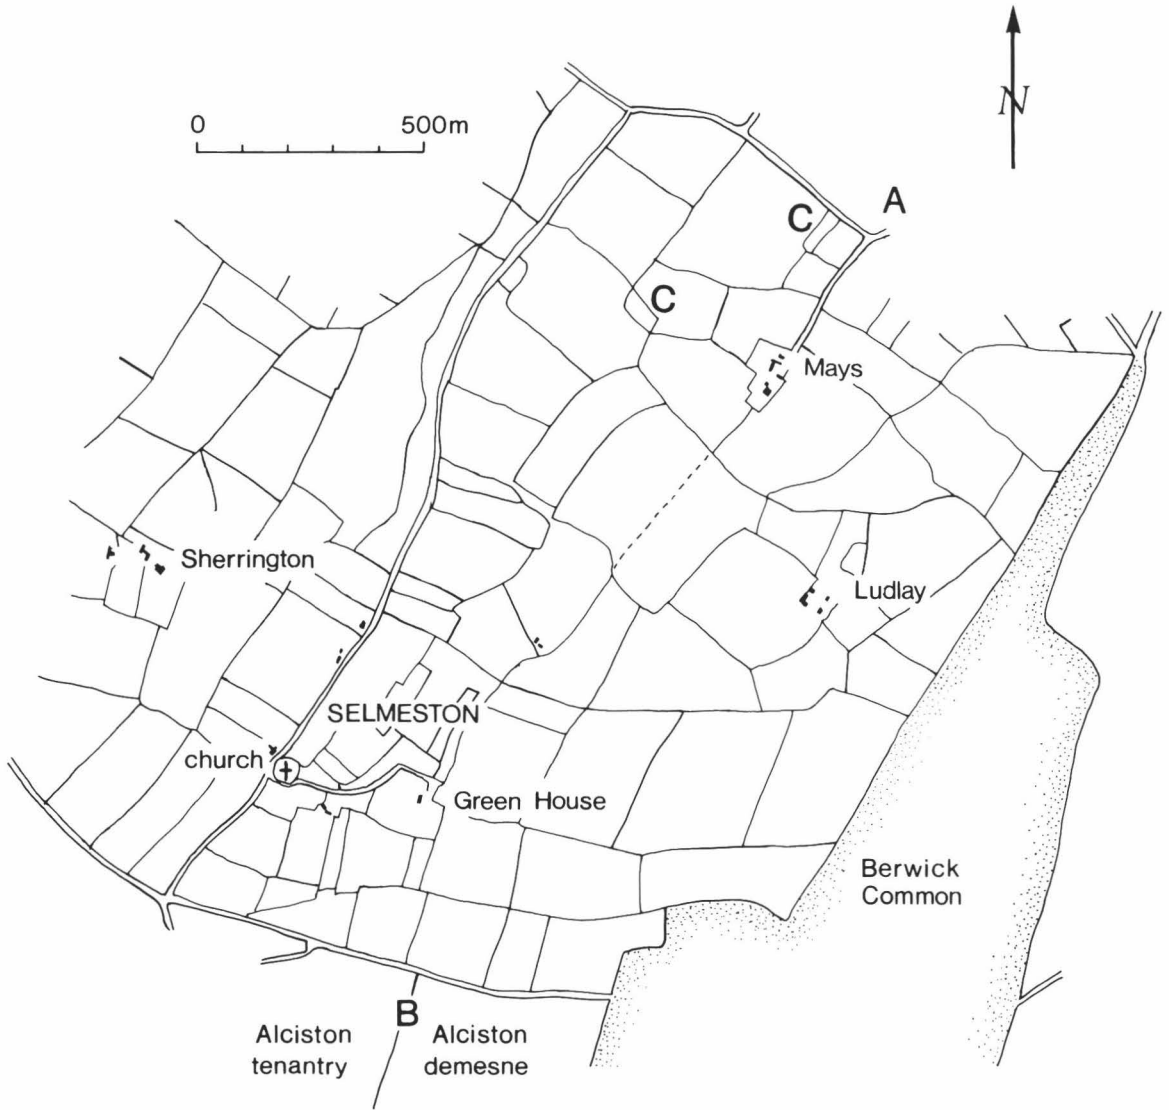 N
0 500m
A
C
C
Mays
Sherrington
Ludlay
SELMESTON
church
Green House
Berwick
Common
B
Alciston
tenantry
Alciston
demesne